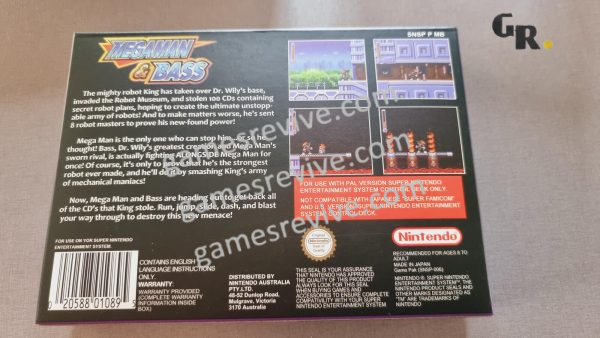 GR.
SNSP P MB
MEGAMAN
& BASS
The mighty robot King has taken over Dr. Wily's base,
invaded the Robot Museum, and stolen 100 CDs containing
secret robot plans, hoping to create the ultimate unstopp-
able army of robots! And to make matters worse, he's sent
8 robot masters to prove his new-found power!
Mega Man is the only one who can stop him...or so he
thought! Bass, Dr. Wily's greatest creation and Mega Man's
sworn rival, is actually fighting ALONGSIDE Mega Man for
once! Of course, it's only to prove that he's the strongest
robot ever made, and he'll do it by smashing King's army
of mechanical maniacs!
Now, Mega Man and Bass are heading out to get back all
of the CD's that King stole. Run, jump, slide, dash, and blast
your way through to destroy this new menace!
gamesrevive.com
gamesrevive.com
gamesrevive.com
FOR USE WITH PAL VERSION SUPER NINTENDO
ENTERTAINMENT SYSTEM CONTROL DECK ONLY.
NOT COMPATIBLE WITH SUPER FAMICOM
AND U.S. VERSION SUPER NINTENDO ENTERTAINMENT
SYSTEM CONTROL DECK.
FOR USE ON YOUR SUPER NINTENDO
ENTERTAINMENT SYSTEM
CONTAINS ENGLISH
LANGUAGE INSTRUCTIONS
ONLY.
WARRANTY
WARRANTY PROVIDED
(COMPLETE WARRANTY
INFORMATION INSIDE
BOX)
0 20588 01089
DISTRIBUTED BY
NINTENDO AUSTRALIA
PTY.LTD.
48-52 Dunlop Road,
Mulgrave, Victoria
3170 Australia
THIS SEAL IS YOUR ASSURANCE
THAT NINTENDO HAS APPROVED
THE QUALITY OF THIS PRODUCT
ALWAYS LOOK FOR THIS SEAL
WHEN BUYING GAMES AND
ACCESSORIES TO ENSURE COMPLETE
COMPATIBILITY WITH YOUR SUPER
NINTENDO ENTERTAINMENT SYSTEM
Nintendo
RECOMMENDED FOR AGES 6 TO
ADULT
MADE IN JAPAN
Game Pak (SNSP-006)
NINTENDO ®, SUPER NINTENDO
ENTERTAINMENT SYSTEM™, THE
NINTENDO PRODUCT SEALS AND
OTHER MARKS DESIGNATED AS
"TM" ARE TRADEMARKS OF
NINTENDO